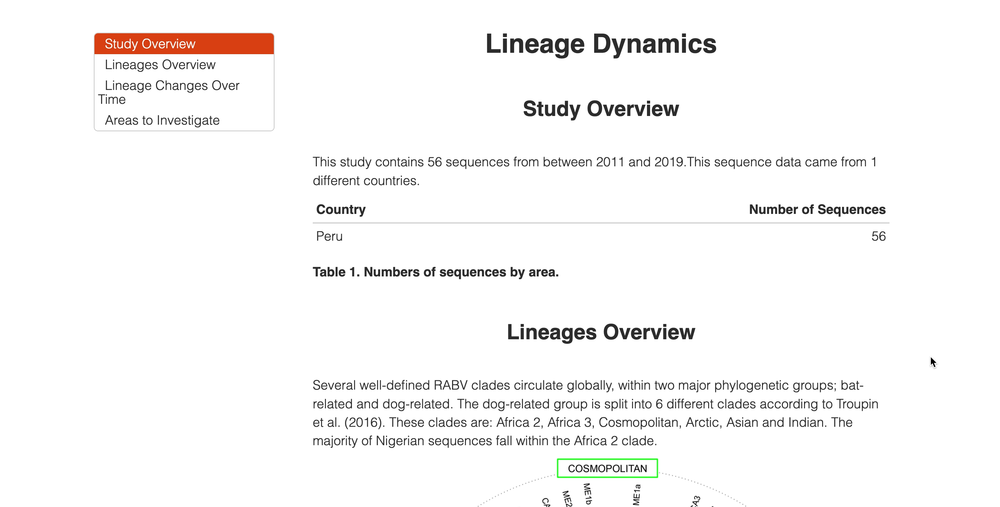 Study Overview
Lineages Overview
Lineage Changes Over
Time
Areas to Investigate
Lineage Dynamics
Study Overview
This study contains 56 sequences from between 2011 and 2019.This sequence data came from 1
different countries.
Country Number of Sequences
Peru 56
Table 1. Numbers of sequences by area.
Lineages Overview
Several well-defined RABV clades circulate globally, within two major phylogenetic groups; bat-
related and dog-related. The dog-related group is split into 6 different clades according to Troupin
et al. (2016). These clades are: Africa 2, Africa 3, Cosmopolitan, Arctic, Asian and Indian. The
majority of Nigerian sequences fall within the Africa 2 clade.
COSMOPOLITAN
ME1b
ME1a